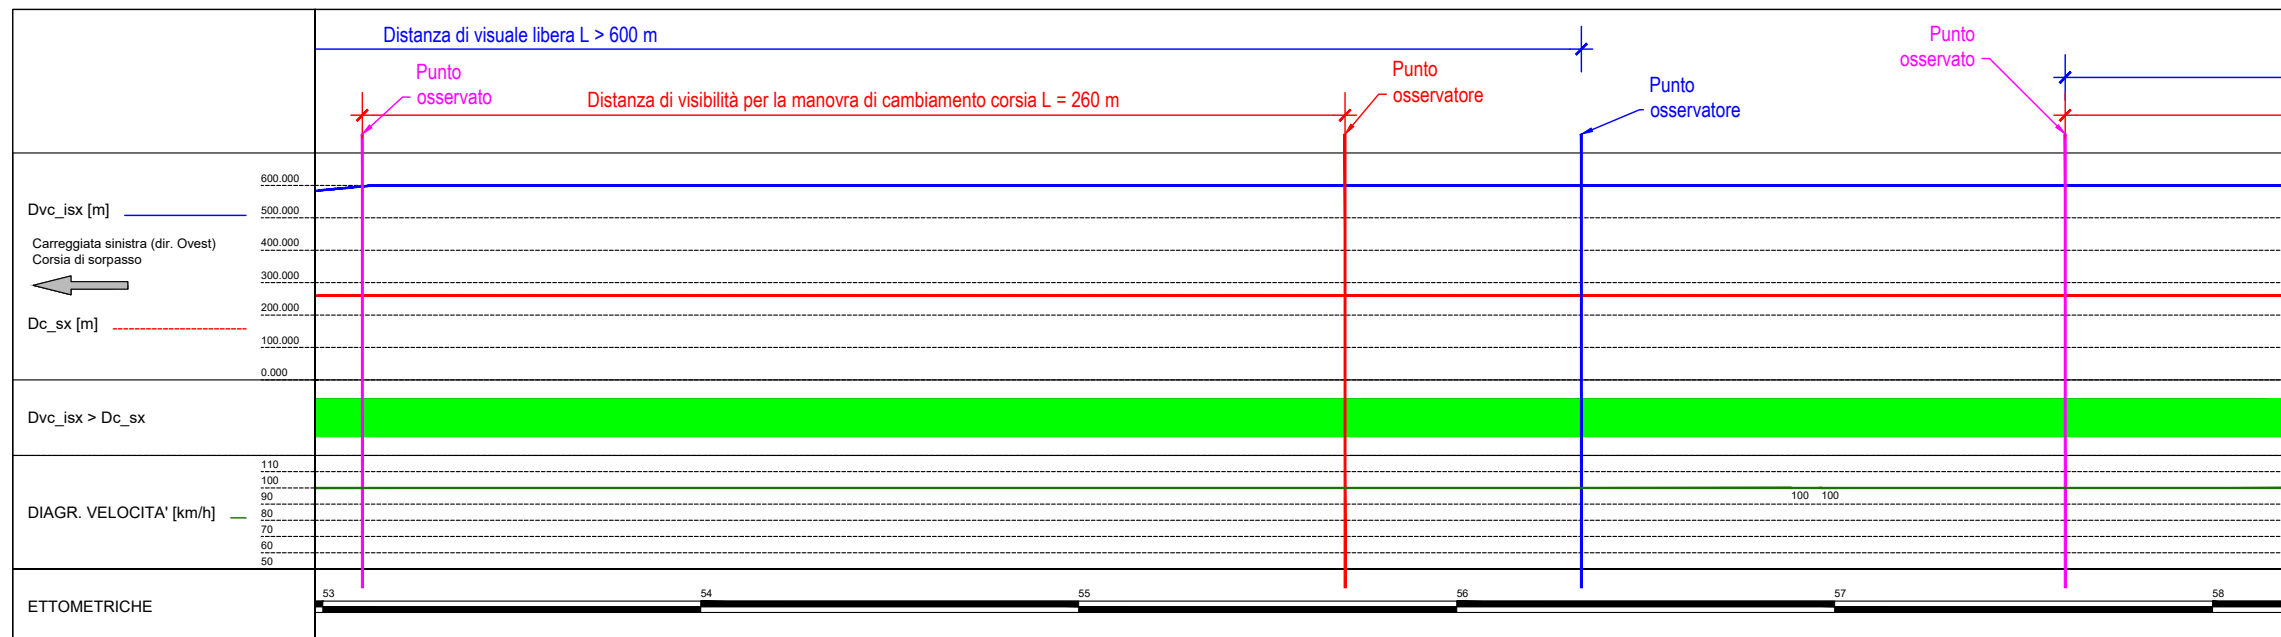 Distanza di visuale libera L > 600 m
Punto
osservato
Distanza di visibilità per la manovra di cambiamento corsia L = 260 m
Punto
osservatore
Punto
osservatore
Punto
osservato
Dvc_isx [m]
Carreggiata sinistra (dir. Ovest)
Corsia di sorpasso
Dc_sx [m]
600.000
500.000
400.000
300.000
200.000
100.000
0.000
Dvc_isx > Dc_sx
DIAGR. VELOCITA' [km/h]
110
100
90
80
70
60
50
100 100
ETTOMETRICHE
53 54 55 56 57 58